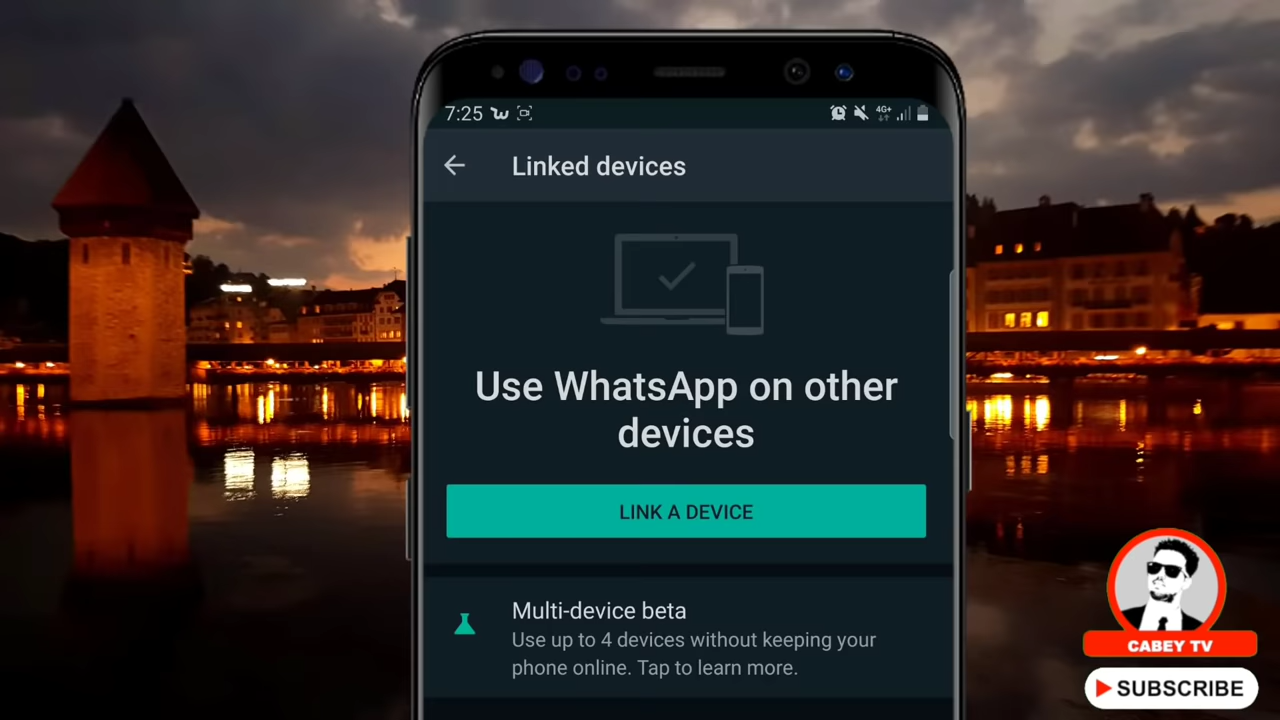 7:25
4G+
Linked devices
Use WhatsApp on other
devices
LINK A DEVICE
Multi-device beta
Use up to 4 devices without keeping your
phone online. Tap to learn more.
CABEY TV
SUBSCRIBE